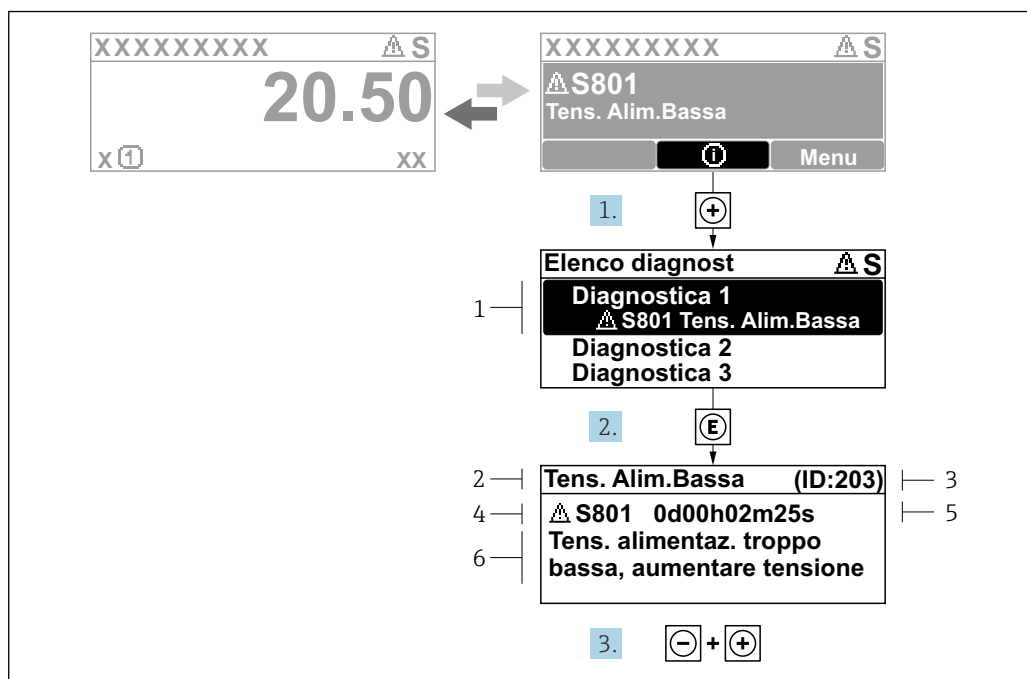 XXXXXXXXX ⚠ S
20.50
X 1 XX
XXXXXXXXX ⚠ S
⚠ S801
Tens. Alim.Bassa
i Menu
1. +
Elenco diagnost ⚠ S
1
Diagnostica 1
⚠ S801 Tens. Alim.Bassa
Diagnostica 2
Diagnostica 3
2. E
2 Tens. Alim.Bassa (ID:203) 3
4 ⚠ S801 0d00h02m25s 5
6
Tens. alimentaz. troppo
bassa, aumentare tensione
3. - + +